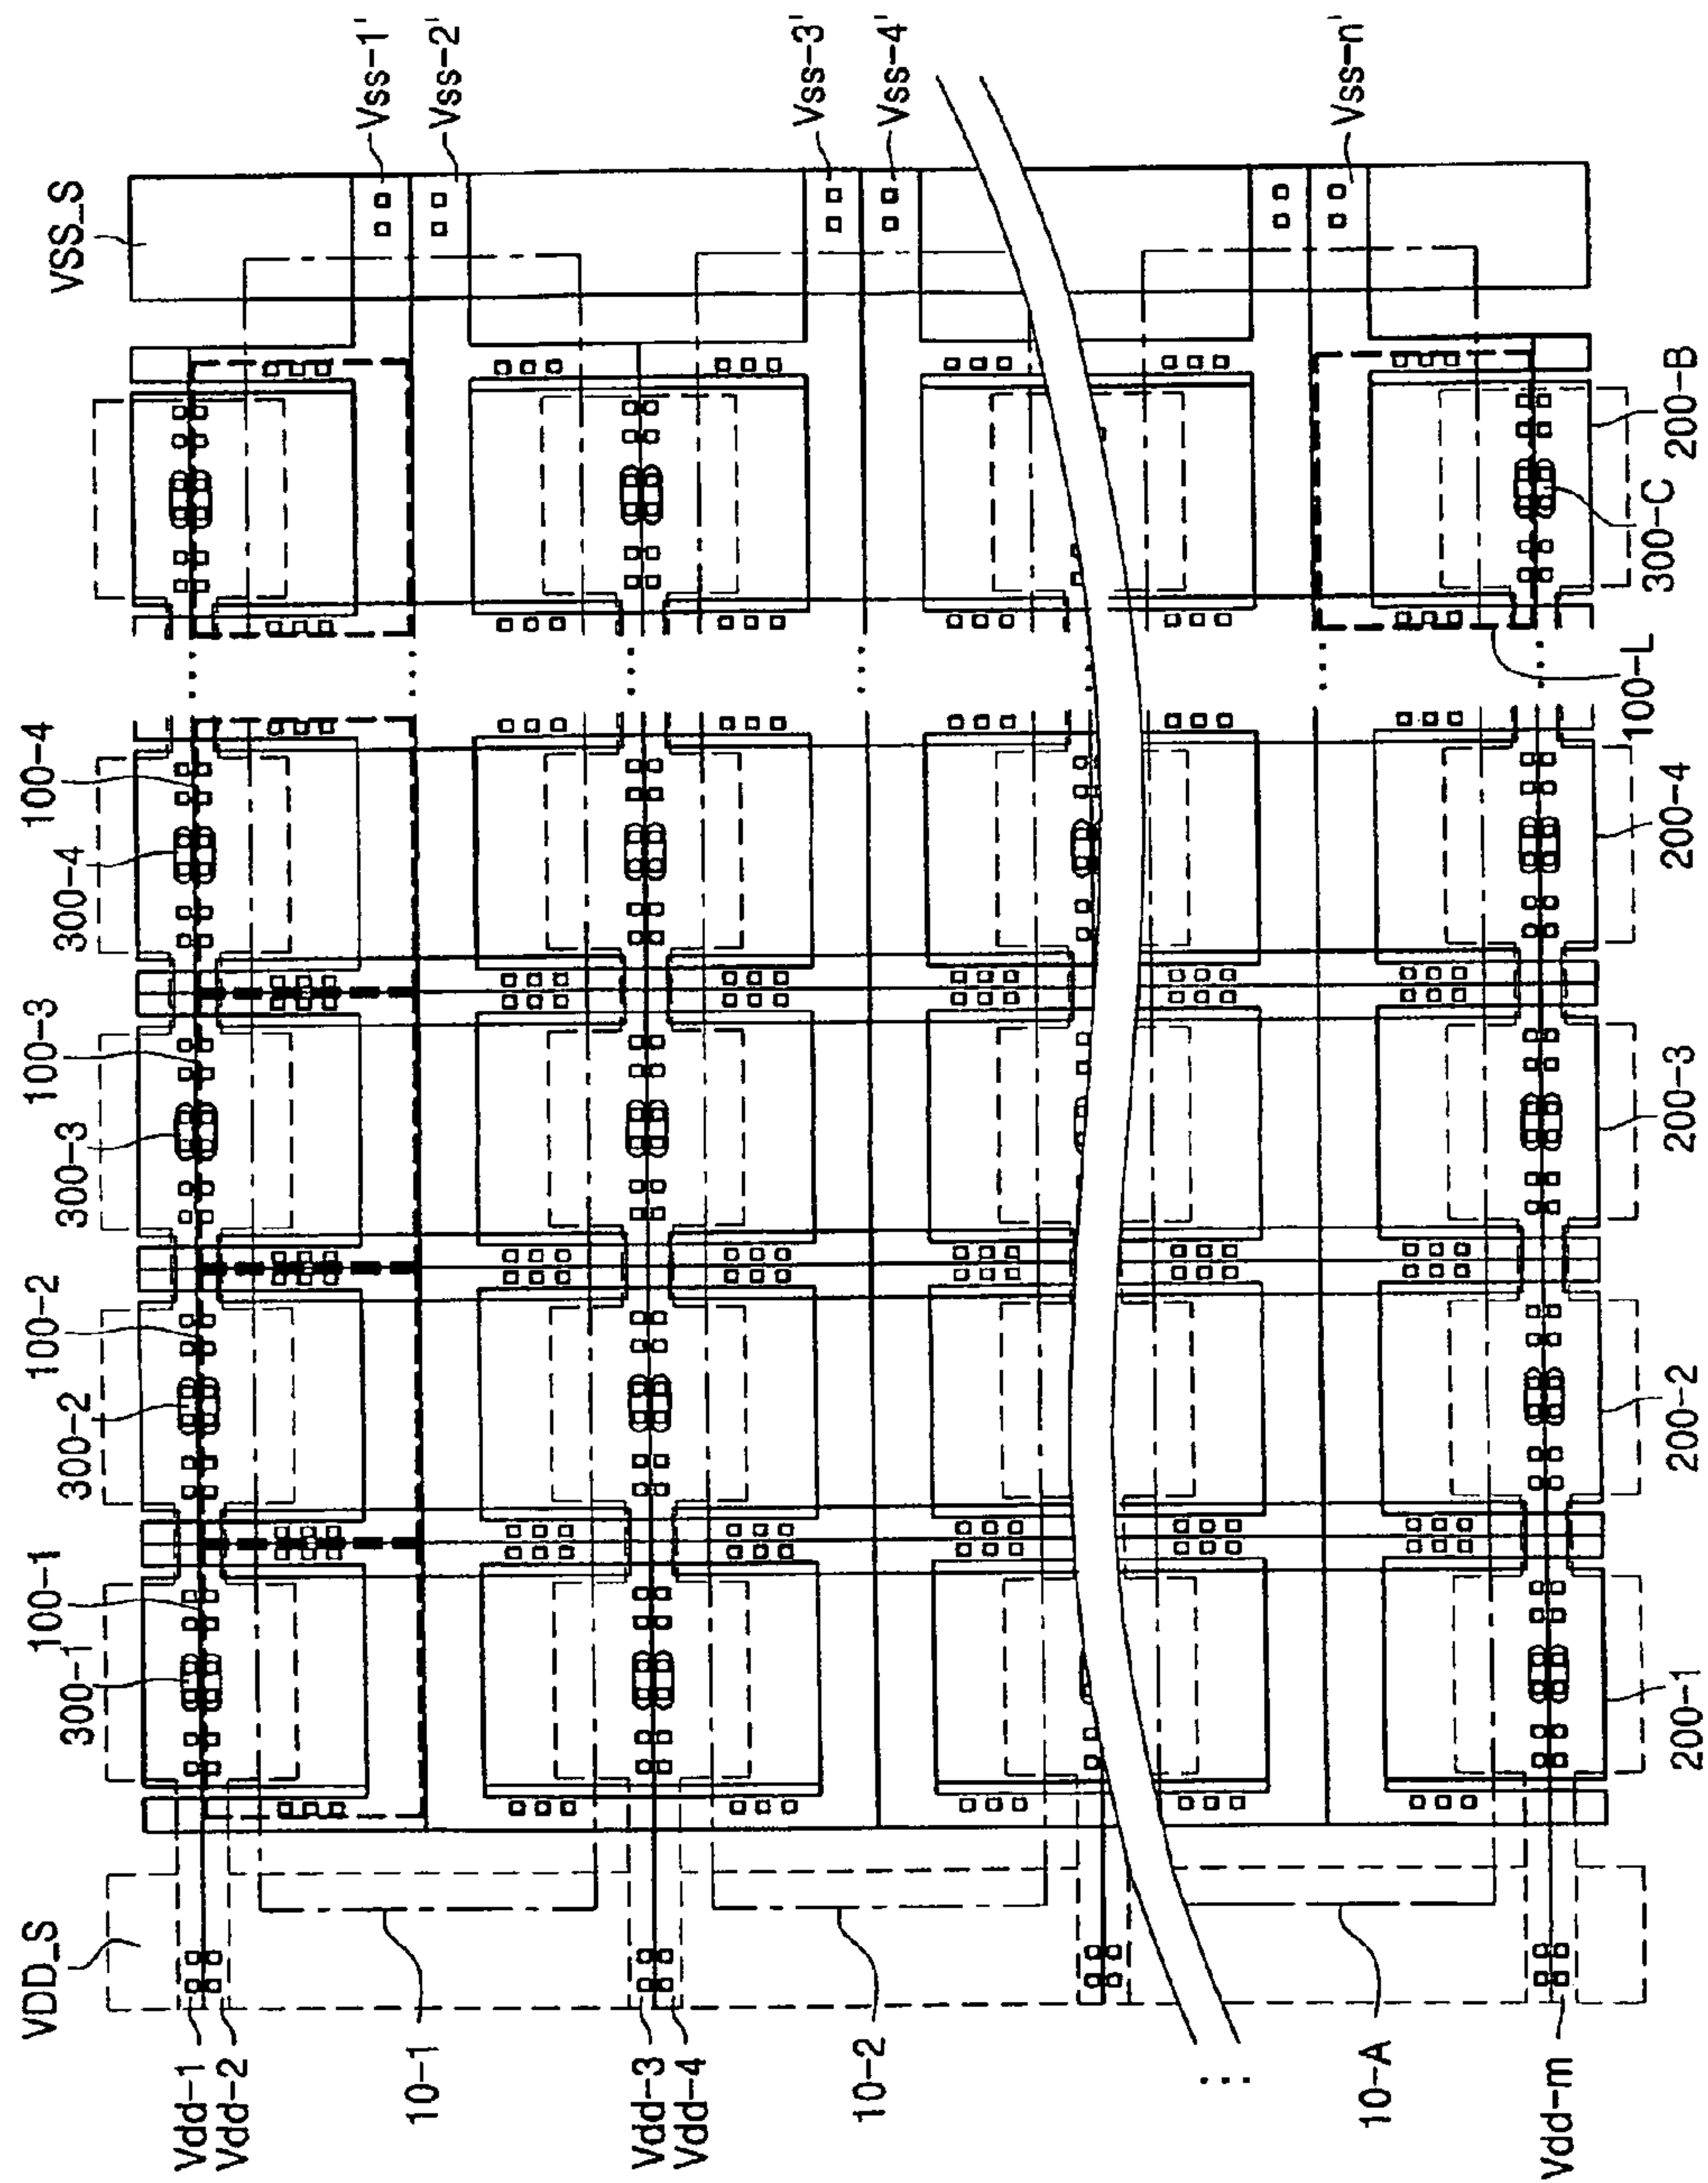 VSS_S
Vss-1'
Vss-2'
Vss-3'
Vss-4'
Vss-n'
300-4
100-4
300-3
100-3
300-2
100-2
300-1
100-1
200-B
300-C
100-L
200-4
200-3
200-2
200-1
VDD_S
Vdd-1
Vdd-2
10-1
Vdd-3
Vdd-4
10-2
10-A
Vdd-m